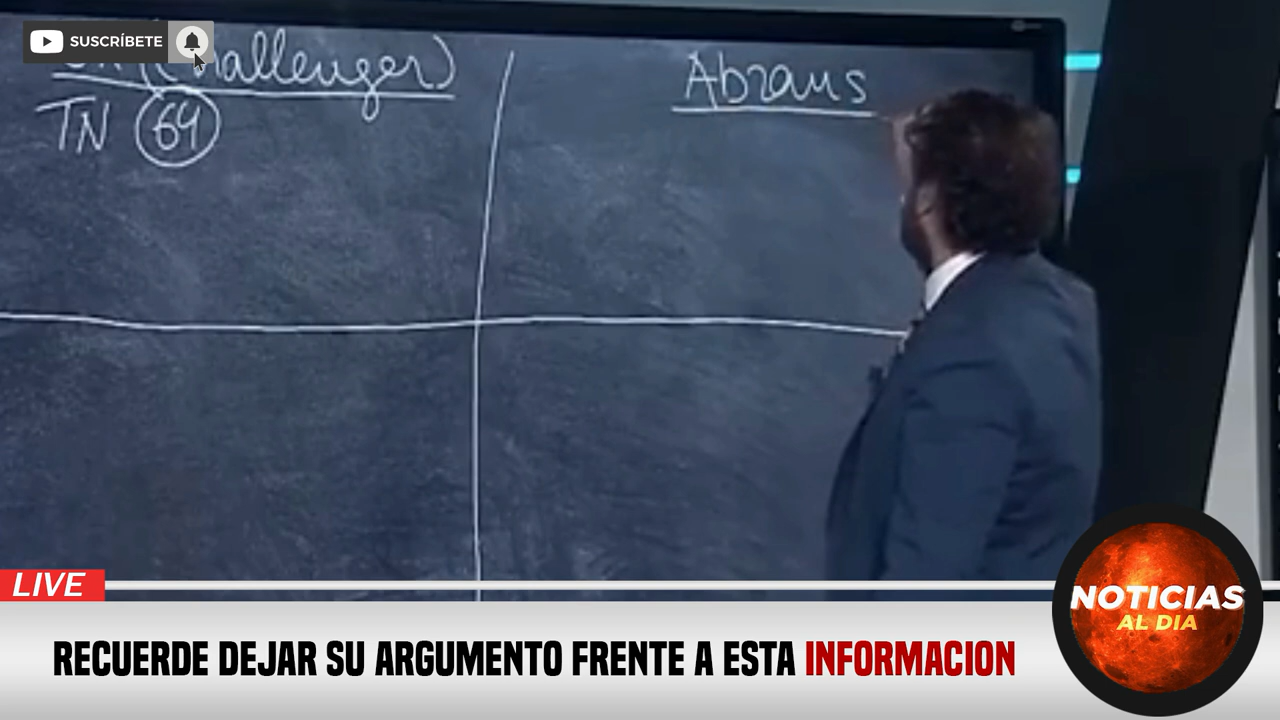 SUSCRÍBETE
(Challenger)
Abrams
TN 64
LIVE
NOTICIAS
AL DIA
RECUERDE DEJAR SU ARGUMENTO FRENTE A ESTA INFORMACION